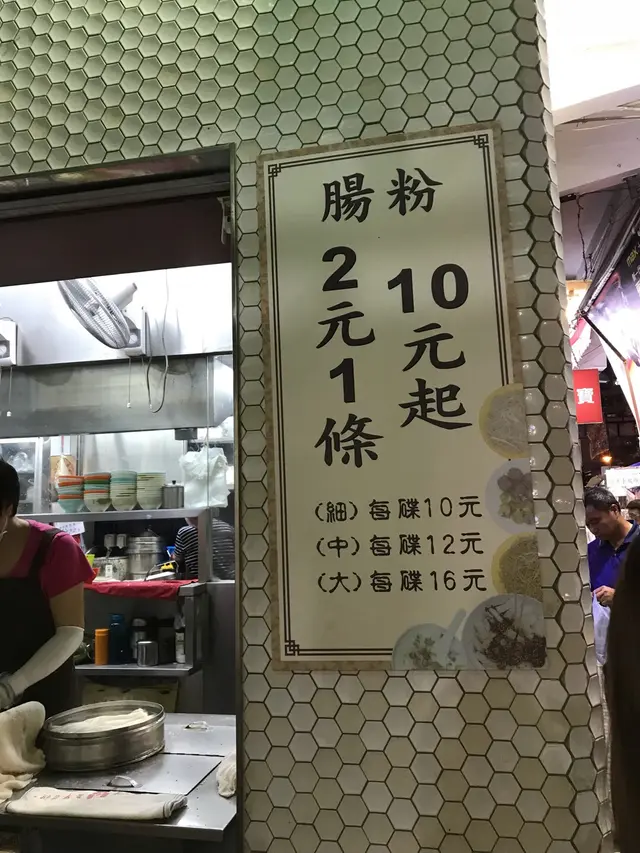 腸粉
2元1條
10元起
(細)每碟10元
(中)每碟12元
(大)每碟16元
寶